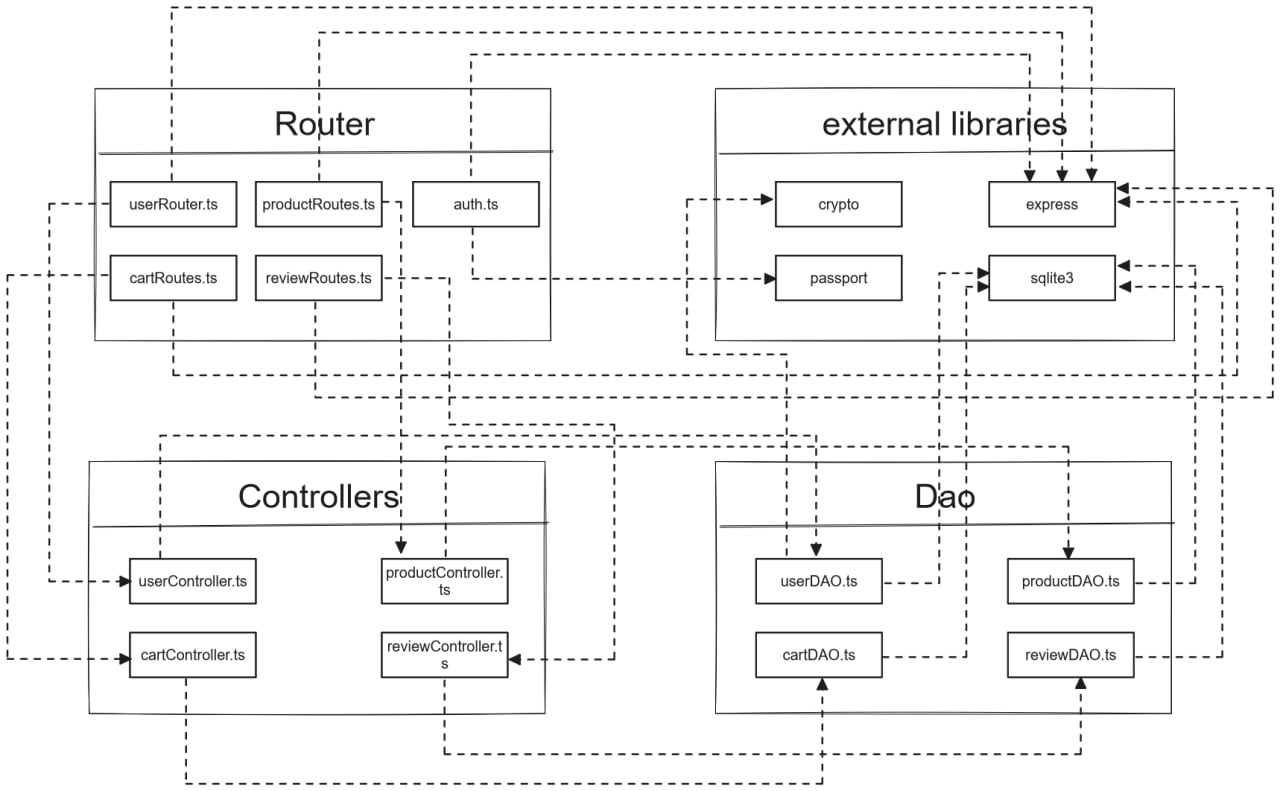 Router
userRouter.ts
productRoutes.ts
auth.ts
cartRoutes.ts
reviewRoutes.ts
external libraries
crypto
express
passport
sqlite3
Controllers
userController.ts
productController.
ts
cartController.ts
reviewController.t
s
Dao
userDAO.ts
productDAO.ts
cartDAO.ts
reviewDAO.ts